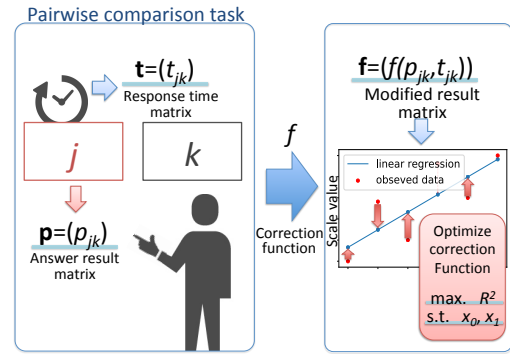 Pairwise comparison task
t=(tjk)
Response time
matrix
j
k
p=(pjk)
Answer result
matrix
f
Correction
function
f=(f(pjk,tjk))
Modified result
matrix
linear regression
obseved data
Scale value
Optimize
correction
Function
max. R2
s.t. x0, x1